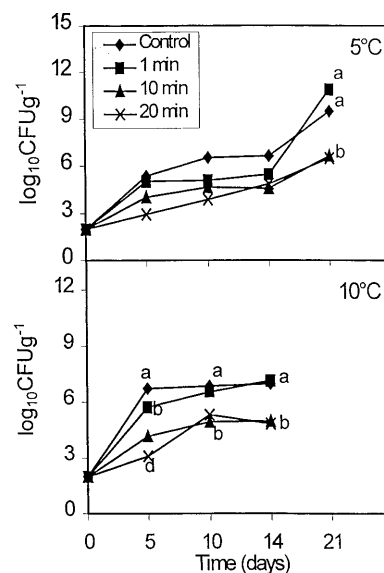 15
12
9
6
3
0
log₁₀CFUg⁻¹
Control
1 min
10 min
20 min
5°C
a
a
b
12
9
6
3
0
log₁₀CFUg⁻¹
10°C
a
a
a
b
b
b
d
0
5
10
14
21
Time (days)